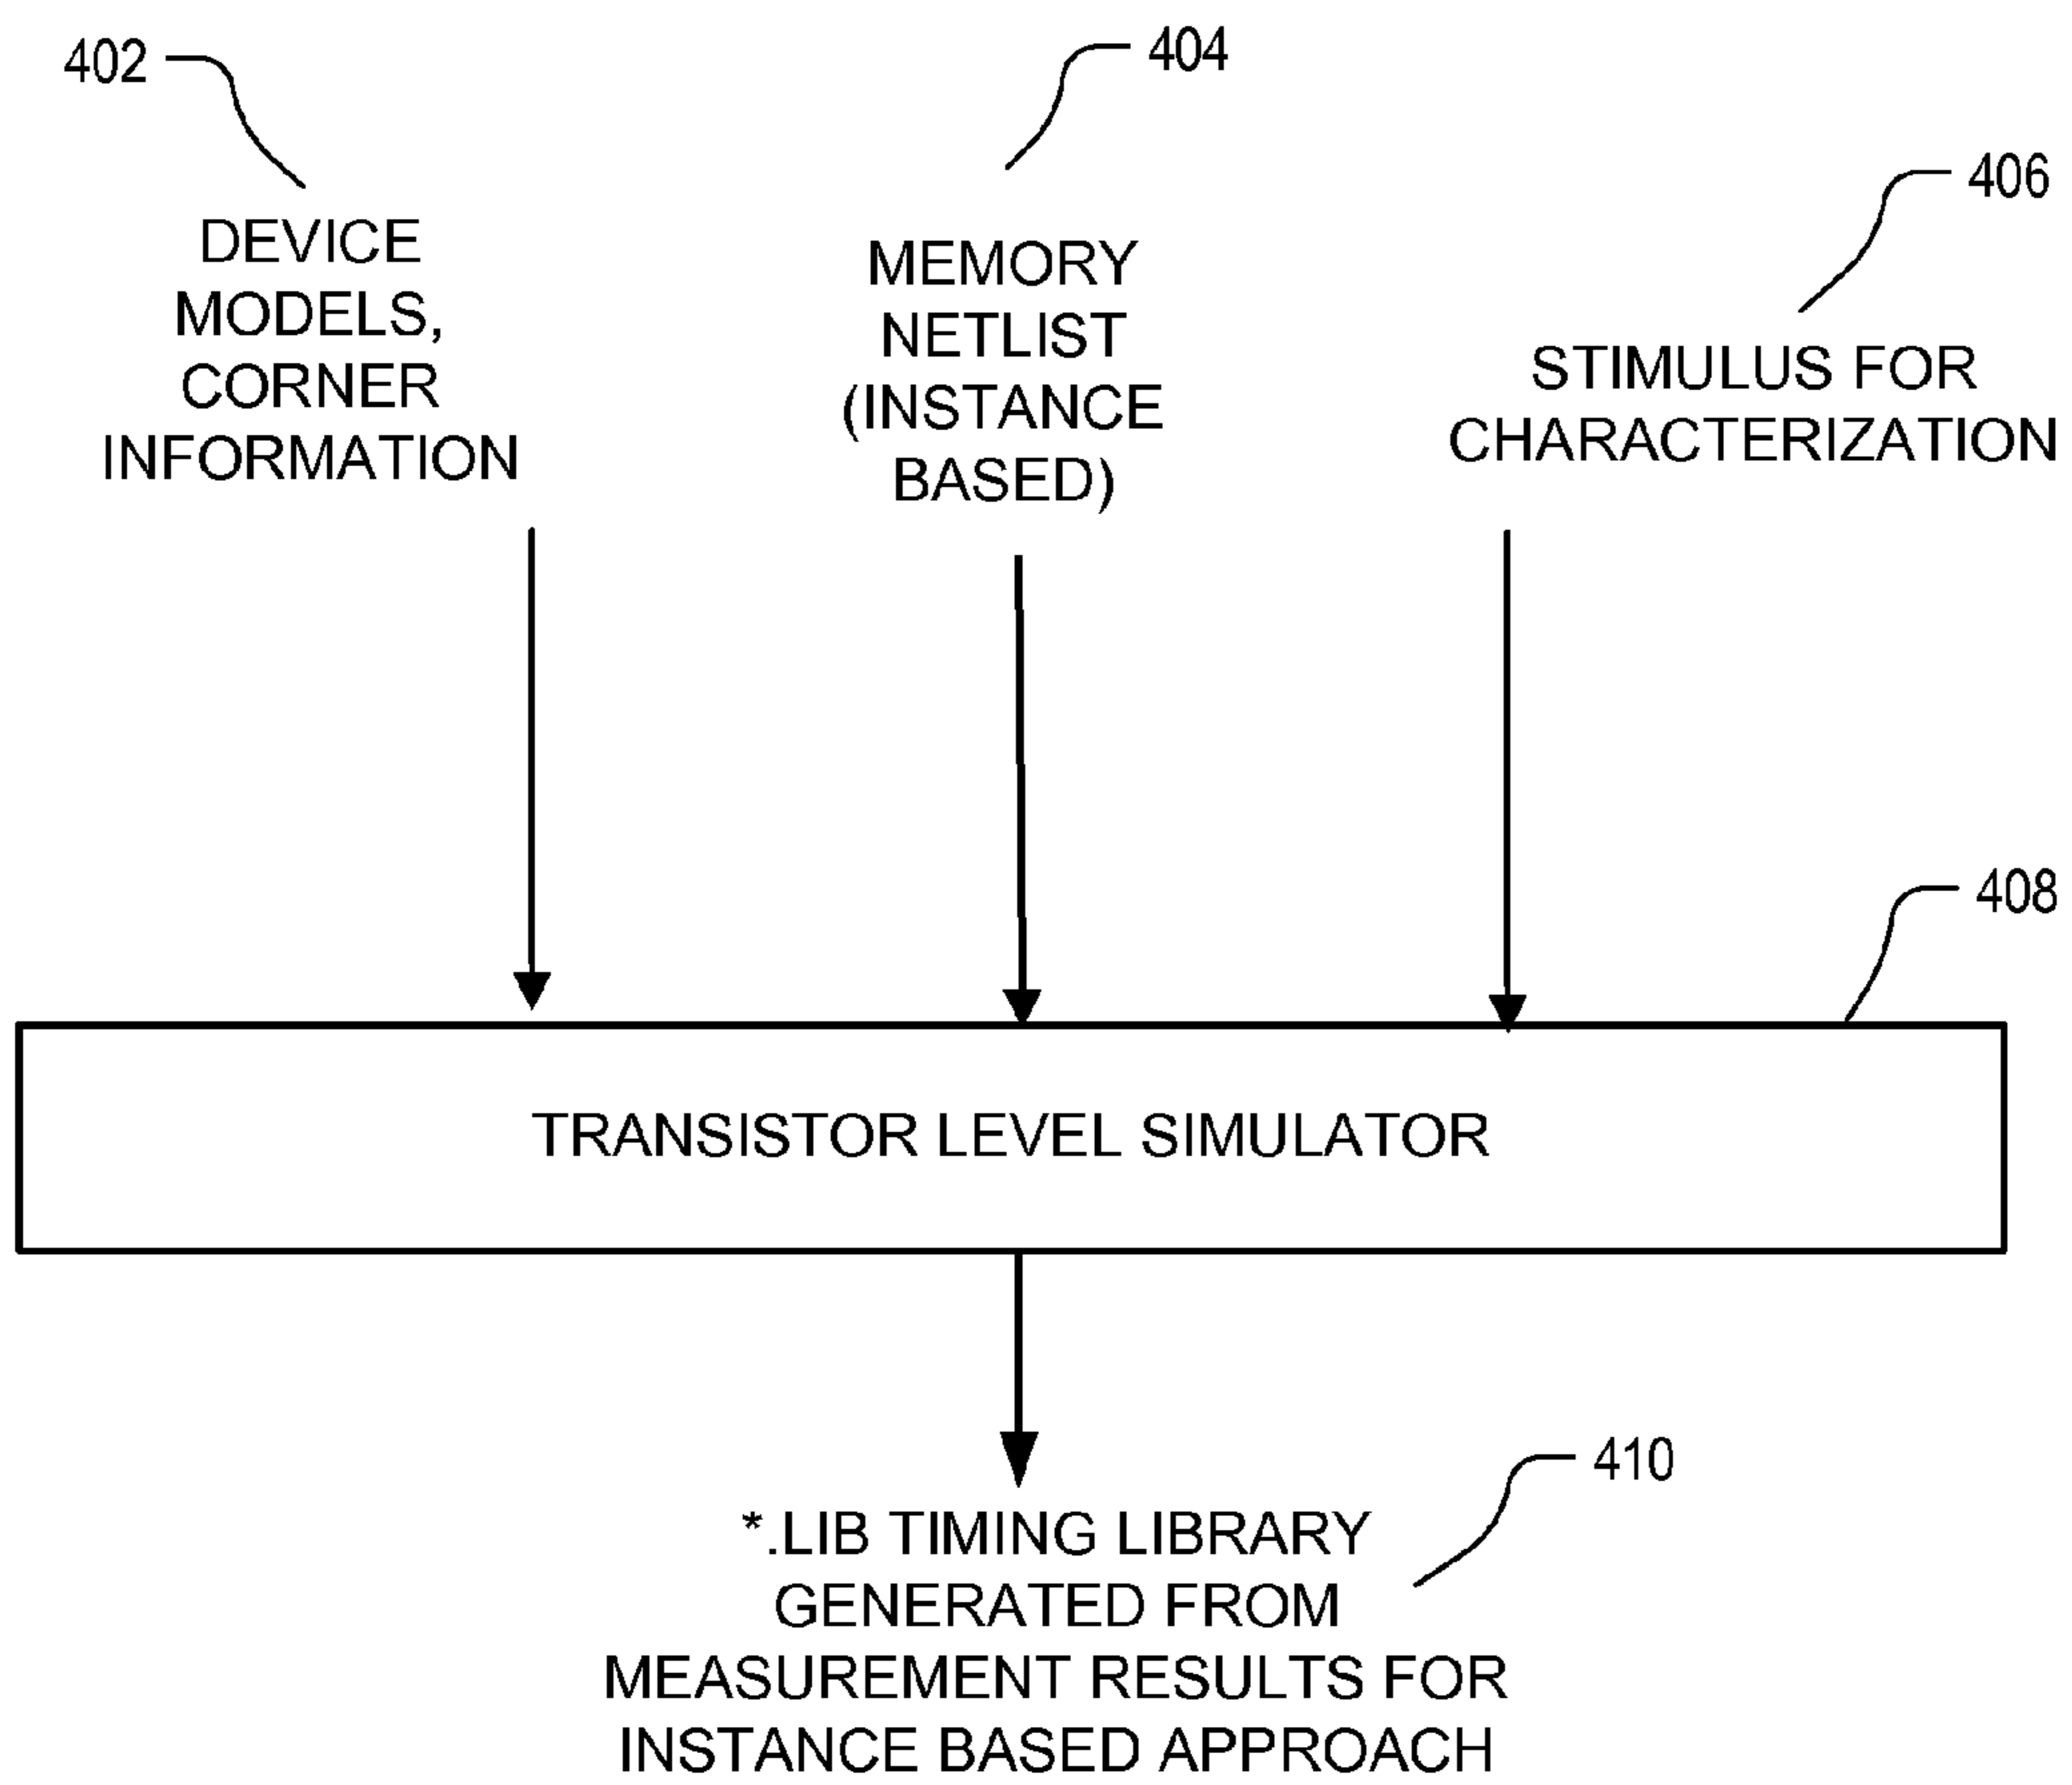 402
404
406
DEVICE
MODELS,
CORNER
INFORMATION
MEMORY
NETLIST
(INSTANCE
BASED)
STIMULUS FOR
CHARACTERIZATION
408
TRANSISTOR LEVEL SIMULATOR
410
*.LIB TIMING LIBRARY
GENERATED FROM
MEASUREMENT RESULTS FOR
INSTANCE BASED APPROACH